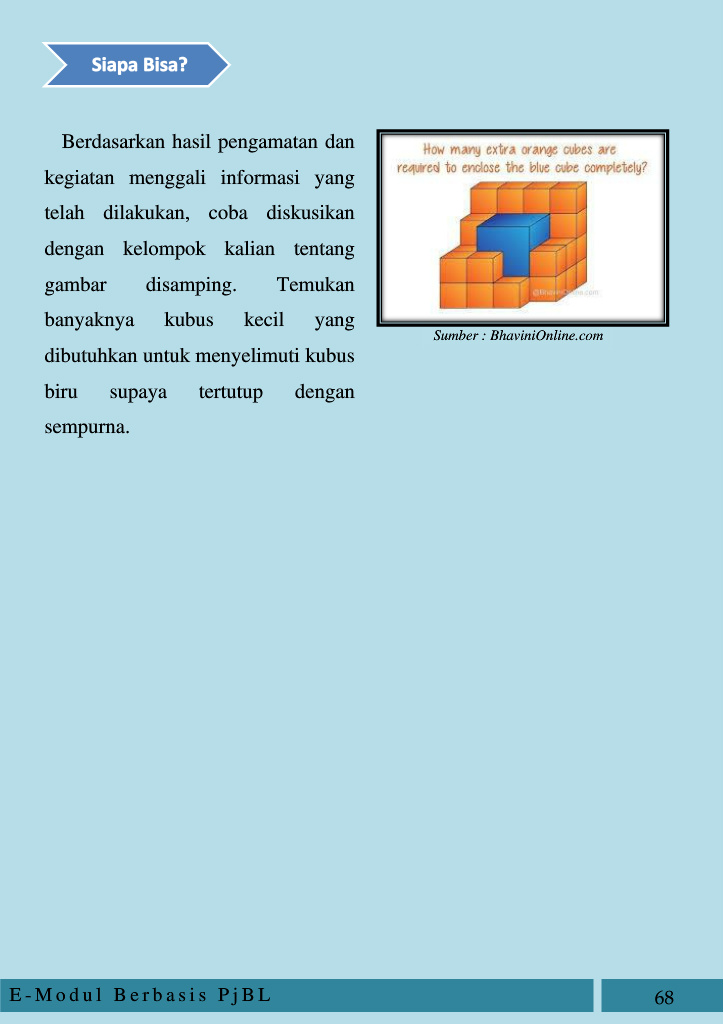 Siapa Bisa?
Berdasarkan hasil pengamatan dan
kegiatan menggali informasi yang
telah dilakukan, coba diskusikan
dengan kelompok kalian tentang
gambar disamping. Temukan
banyaknya kubus kecil yang
dibutuhkan untuk menyelimuti kubus
biru supaya tertutup dengan
sempurna.
How many extra orange cubes are
required to enclose the blue cube completely?
@BhaviniOnline.com
Sumber : BhaviniOnline.com
E-Modul Berbasis PjBL
68